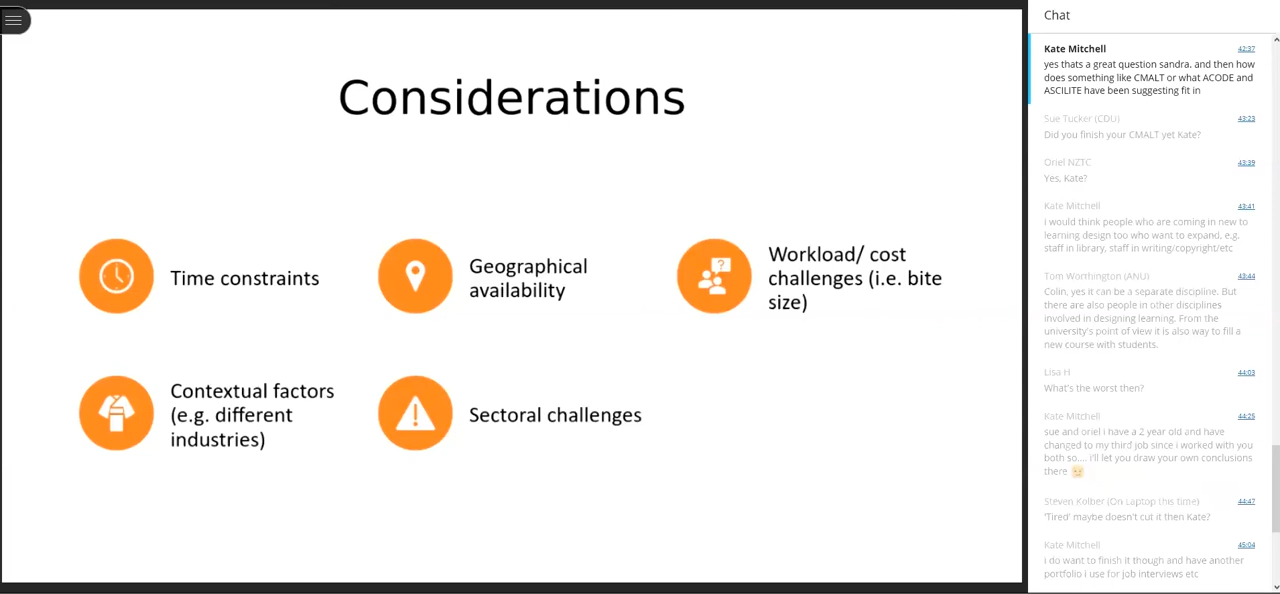 Considerations
Time constraints
Geographical
availability
Workload/ cost
challenges (i.e. bite
size)
Contextual factors
(e.g. different
industries)
Sectoral challenges
Chat
Kate Mitchell 42:37
yes thats a great question sandra. and then how
does something like CMALT or what ACODE and
ASCILITE have been suggesting fit in
Sue Tucker (CDU) 43:23
Did you finish your CMALT yet Kate?
Oriel NZTC 43:39
Yes, Kate?
Kate Mitchell 43:41
i would think people who are coming in new to
learning design too who want to expand, e.g.
staff in library, staff in writing/copyright/etc
Tom Worthington (ANU) 43:44
Colin, yes it can be a separate discipline. But
there are also people in other disciplines
involved in designing learning. From the
university's point of view it is also way to fill a
new course with students.
Lisa H 44:03
What's the worst then?
Kate Mitchell 44:25
sue and oriel i have a 2 year old and have
changed to my third job since i worked with you
both so.... i'll let you draw your own conclusions
there
Steven Kolber (On Laptop this time) 44:47
'Tired' maybe doesn't cut it then Kate?
Kate Mitchell 45:04
i do want to finish it though and have another
portfolio i use for job interviews etc